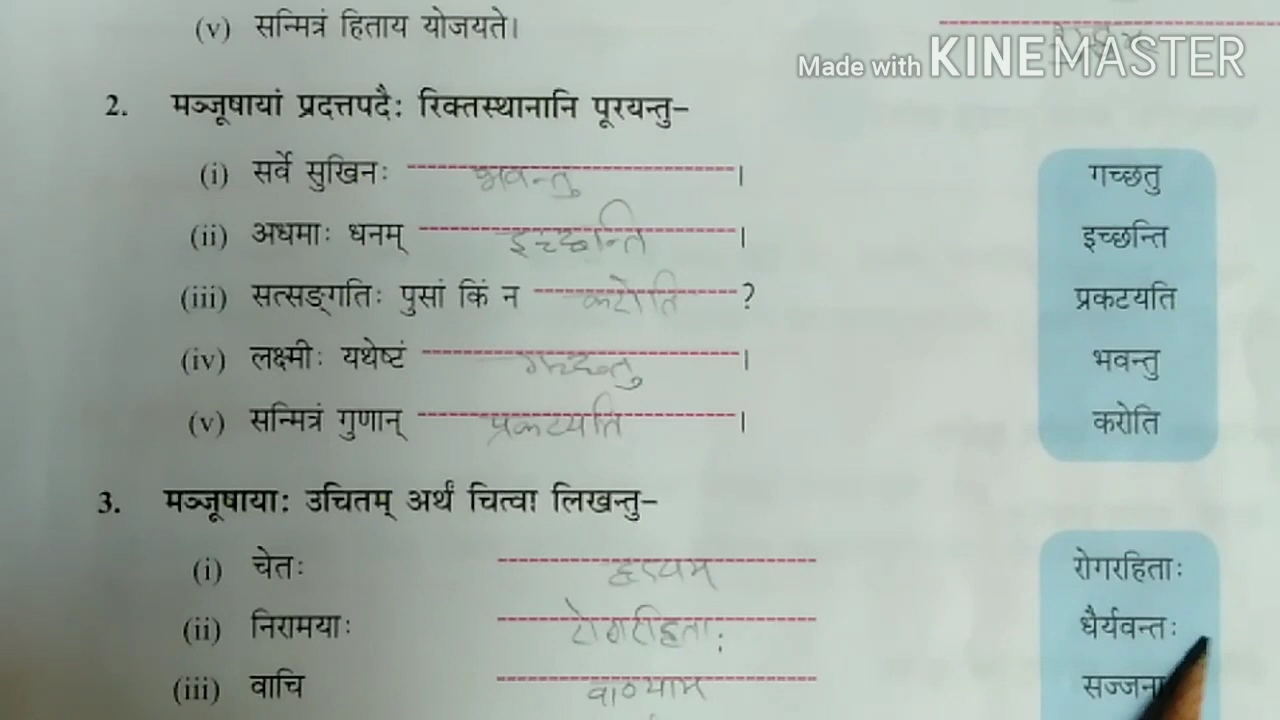 (v) सन्मित्रं हिताय योजयते।
Made with KINEMASTER
2. मञ्जूषायां प्रदत्तपदैः रिक्तस्थानानि पूरयन्तु-
(i) सर्वे सुखिनः भवन्तु । गच्छतु
(ii) अधमाः धनम् इच्छन्ति । इच्छन्ति
(iii) सत्सङ्गतिः पुसां किं न करोति ? प्रकटयति
(iv) लक्ष्मीः यथेष्टं गच्छतु । भवन्तु
(v) सन्मित्रं गुणान् प्रकटयति । करोति
3. मञ्जूषायाः उचितम् अर्थं चित्वा लिखन्तु-
(i) चेतः हृदयम् रोगरहिताः
(ii) निरामयाः रोगरहिताः धैर्यवन्तः
(iii) वाचि वाण्याम्